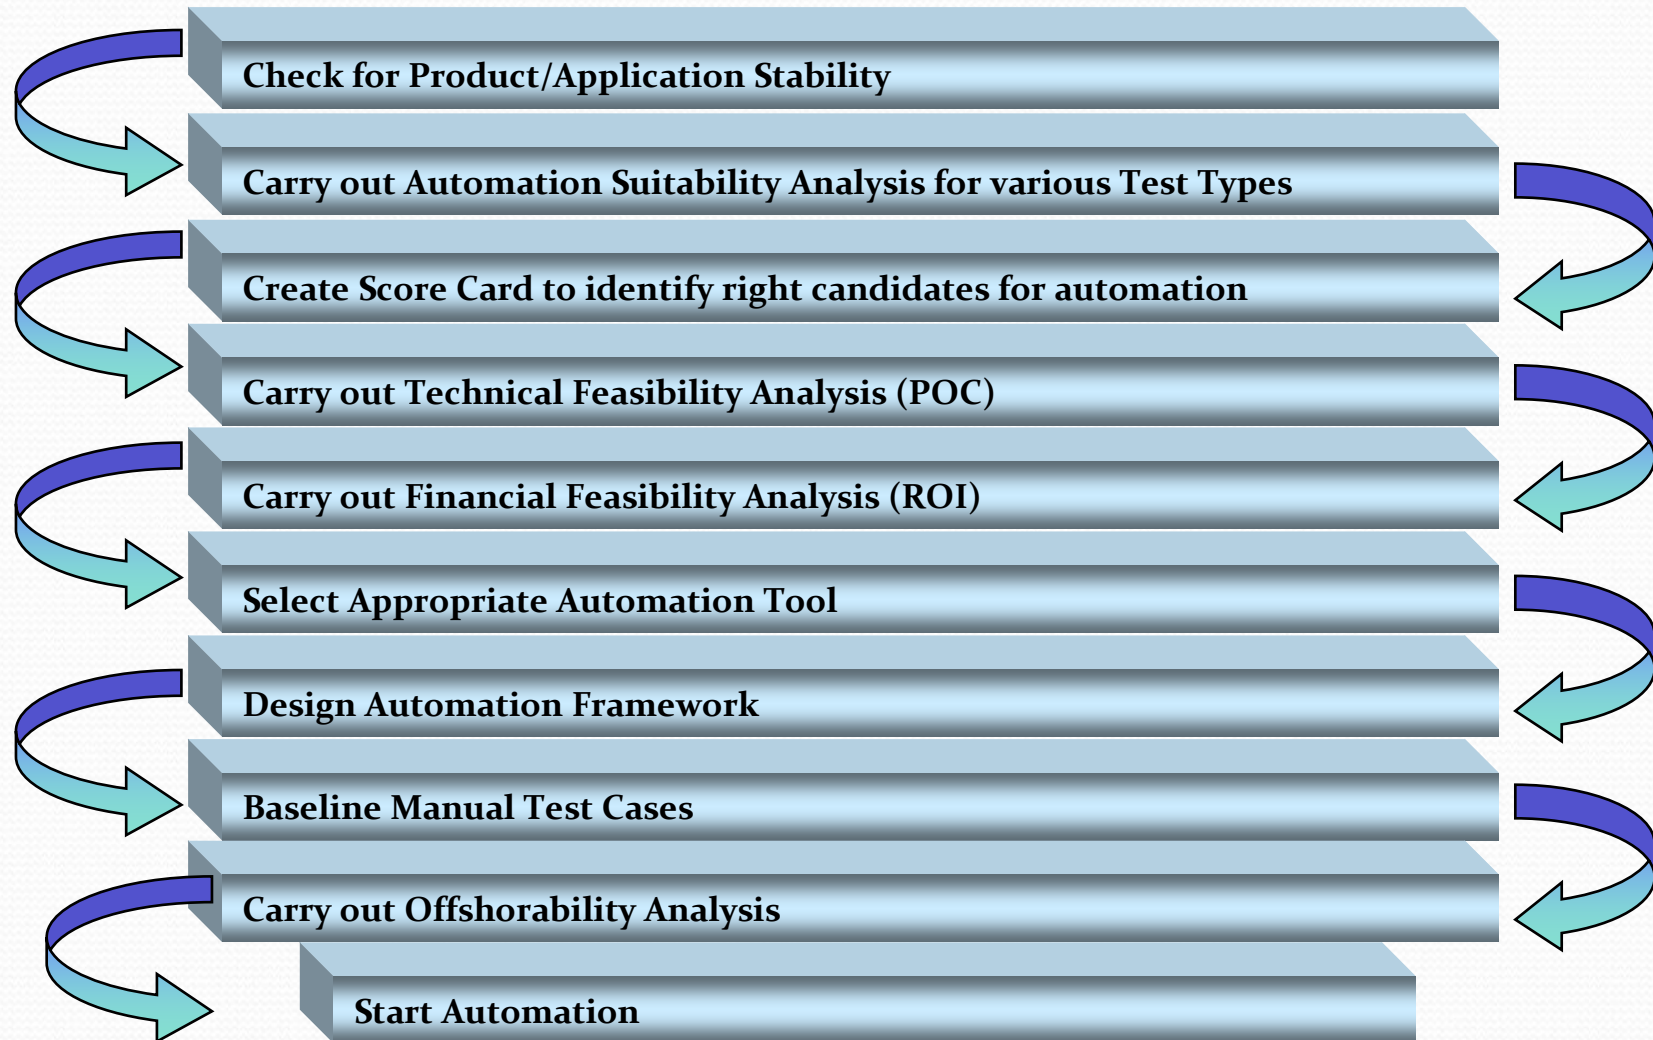 Check for Product/Application Stability
Carry out Automation Suitability Analysis for various Test Types
Create Score Card to identify right candidates for automation
Carry out Technical Feasibility Analysis (POC)
Carry out Financial Feasibility Analysis (ROI)
Select Appropriate Automation Tool
Design Automation Framework
Baseline Manual Test Cases
Carry out Offshorability Analysis
Start Automation